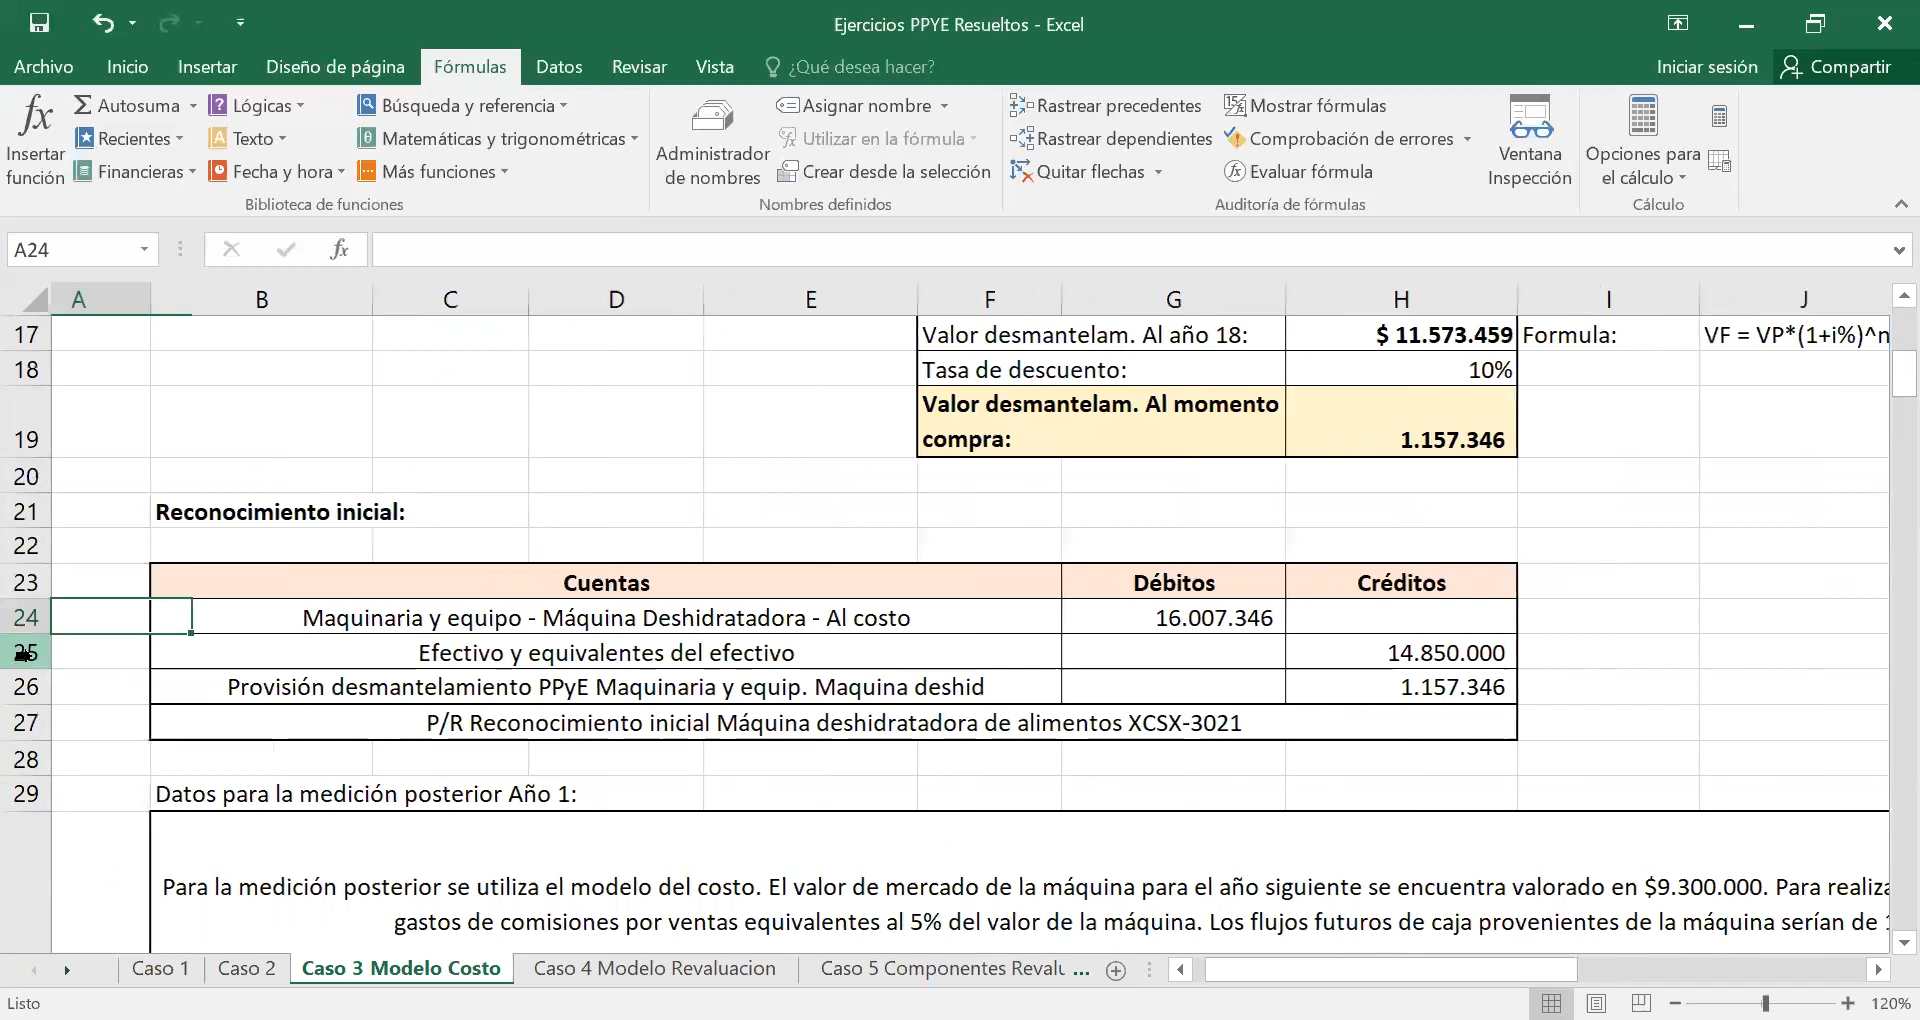 Ejercicios PPYE Resueltos - Excel
Archivo Inicio Insertar Diseño de página Fórmulas Datos Revisar Vista ¿Qué desea hacer? Iniciar sesión Compartir
fx Σ Autosuma Lógicas Búsqueda y referencia Asignar nombre Rastrear precedentes Mostrar fórmulas
Recientes Texto Matemáticas y trigonométricas Utilizar en la fórmula Rastrear dependientes Comprobación de errores
Insertar función Financieras Fecha y hora Más funciones Administrador de nombres Crear desde la selección Quitar flechas Evaluar fórmula Ventana Inspección Opciones para el cálculo
Biblioteca de funciones Nombres definidos Auditoría de fórmulas Cálculo
A24 fx
A B C D E F G H I J
17 Valor desmantelam. Al año 18: $ 11.573.459 Formula: VF = VP*(1+i%)^n
18 Tasa de descuento: 10%
Valor desmantelam. Al momento
19 compra: 1.157.346
20
21 Reconocimiento inicial:
22
23 Cuentas Débitos Créditos
24 Maquinaria y equipo - Máquina Deshidratadora - Al costo 16.007.346
25 Efectivo y equivalentes del efectivo 14.850.000
26 Provisión desmantelamiento PPyE Maquinaria y equip. Maquina deshid 1.157.346
27 P/R Reconocimiento inicial Máquina deshidratadora de alimentos XCSX-3021
28
29 Datos para la medición posterior Año 1:
Para la medición posterior se utiliza el modelo del costo. El valor de mercado de la máquina para el año siguiente se encuentra valorado en $9.300.000. Para realiza
gastos de comisiones por ventas equivalentes al 5% del valor de la máquina. Los flujos futuros de caja provenientes de la máquina serían de
Caso 1 Caso 2 Caso 3 Modelo Costo Caso 4 Modelo Revaluacion Caso 5 Componentes Revalu ...
Listo 120%